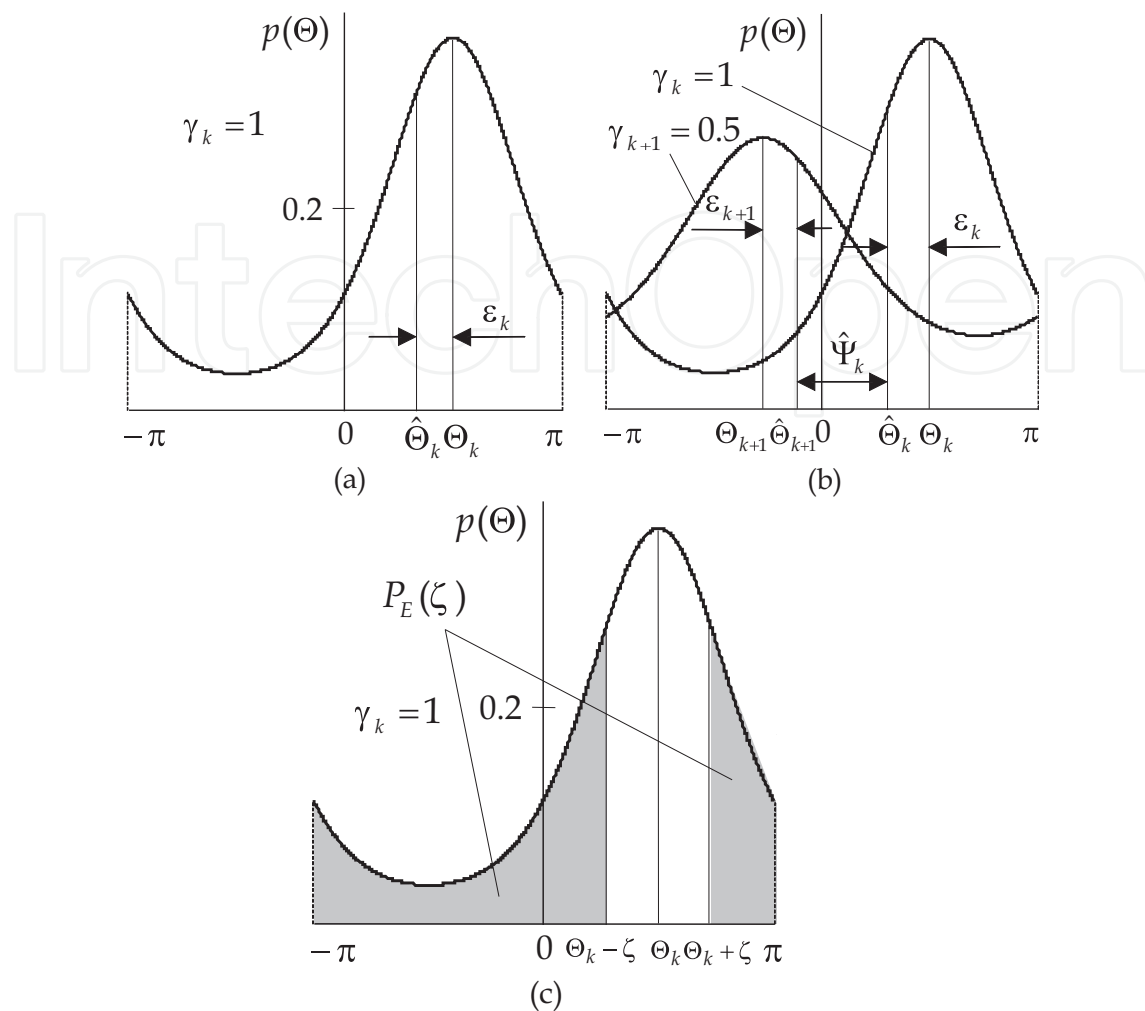 p(Θ)
γ_k = 1
0.2
ε_k
−π 0 Θ̂_k Θ_k π
(a)
p(Θ)
γ_k = 1
γ_{k+1} = 0.5
ε_{k+1}
ε_k
Ψ̂_k
−π Θ_{k+1} Θ̂_{k+1} 0 Θ̂_k Θ_k π
(b)
IntechOpen
p(Θ)
P_E(ζ)
γ_k = 1
0.2
−π 0 Θ_k − ζ Θ_k Θ_k + ζ π
(c)